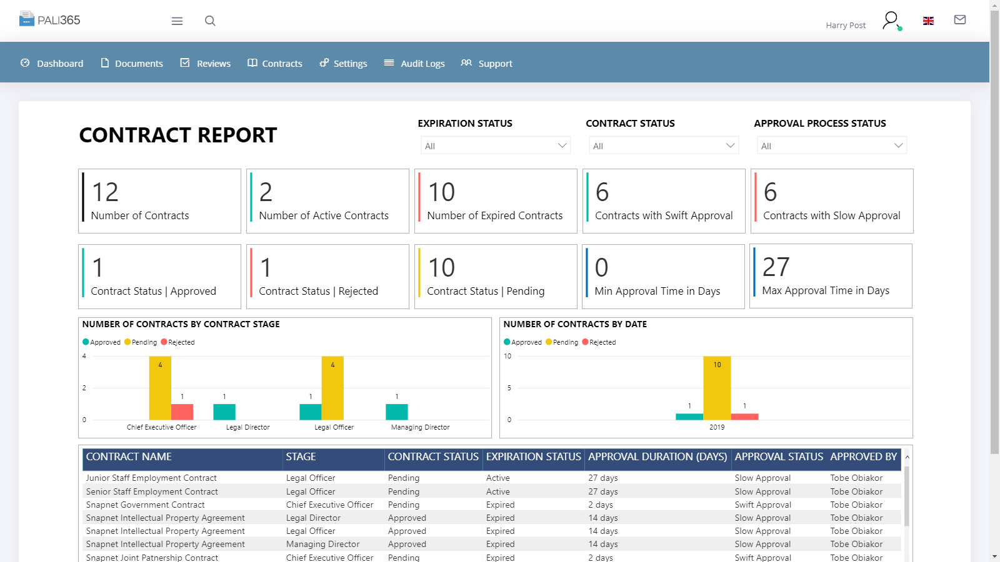 PALI365
Harry Post
Dashboard Documents Reviews Contracts Settings Audit Logs Support
CONTRACT REPORT
EXPIRATION STATUS CONTRACT STATUS APPROVAL PROCESS STATUS
All All All
12 2 10 6 6
Number of Contracts Number of Active Contracts Number of Expired Contracts Contracts with Swift Approval Contracts with Slow Approval
1 1 10 0 27
Contract Status | Approved Contract Status | Rejected Contract Status | Pending Min Approval Time in Days Max Approval Time in Days
NUMBER OF CONTRACTS BY CONTRACT STAGE
Approved Pending Rejected
4
2
0
4 1 1 1 4 1
Chief Executive Officer Legal Director Legal Officer Managing Director
NUMBER OF CONTRACTS BY DATE
Approved Pending Rejected
10
5
0
1 10 1
2019
CONTRACT NAME STAGE CONTRACT STATUS EXPIRATION STATUS APPROVAL DURATION (DAYS) APPROVAL STATUS APPROVED BY
Junior Staff Employment Contract Legal Officer Pending Active 27 days Slow Approval Tobe Obiakor
Senior Staff Employment Contract Legal Officer Pending Active 27 days Slow Approval Tobe Obiakor
Snapnet Government Contract Chief Executive Officer Pending Expired 2 days Swift Approval Tobe Obiakor
Snapnet Intellectual Property Agreement Legal Director Approved Expired 14 days Slow Approval Tobe Obiakor
Snapnet Intellectual Property Agreement Legal Officer Approved Expired 14 days Slow Approval Tobe Obiakor
Snapnet Intellectual Property Agreement Managing Director Approved Expired 14 days Slow Approval Tobe Obiakor
Snapnet Joint Patnership Contract Chief Executive Officer Pending Expired 2 days Swift Approval Tobe Obiakor